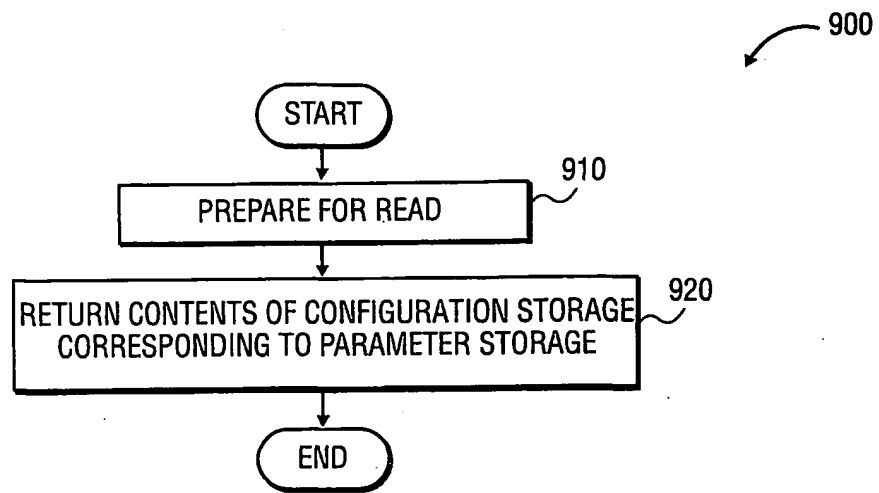 900
START
910
PREPARE FOR READ
920
RETURN CONTENTS OF CONFIGURATION STORAGE
CORRESPONDING TO PARAMETER STORAGE
END